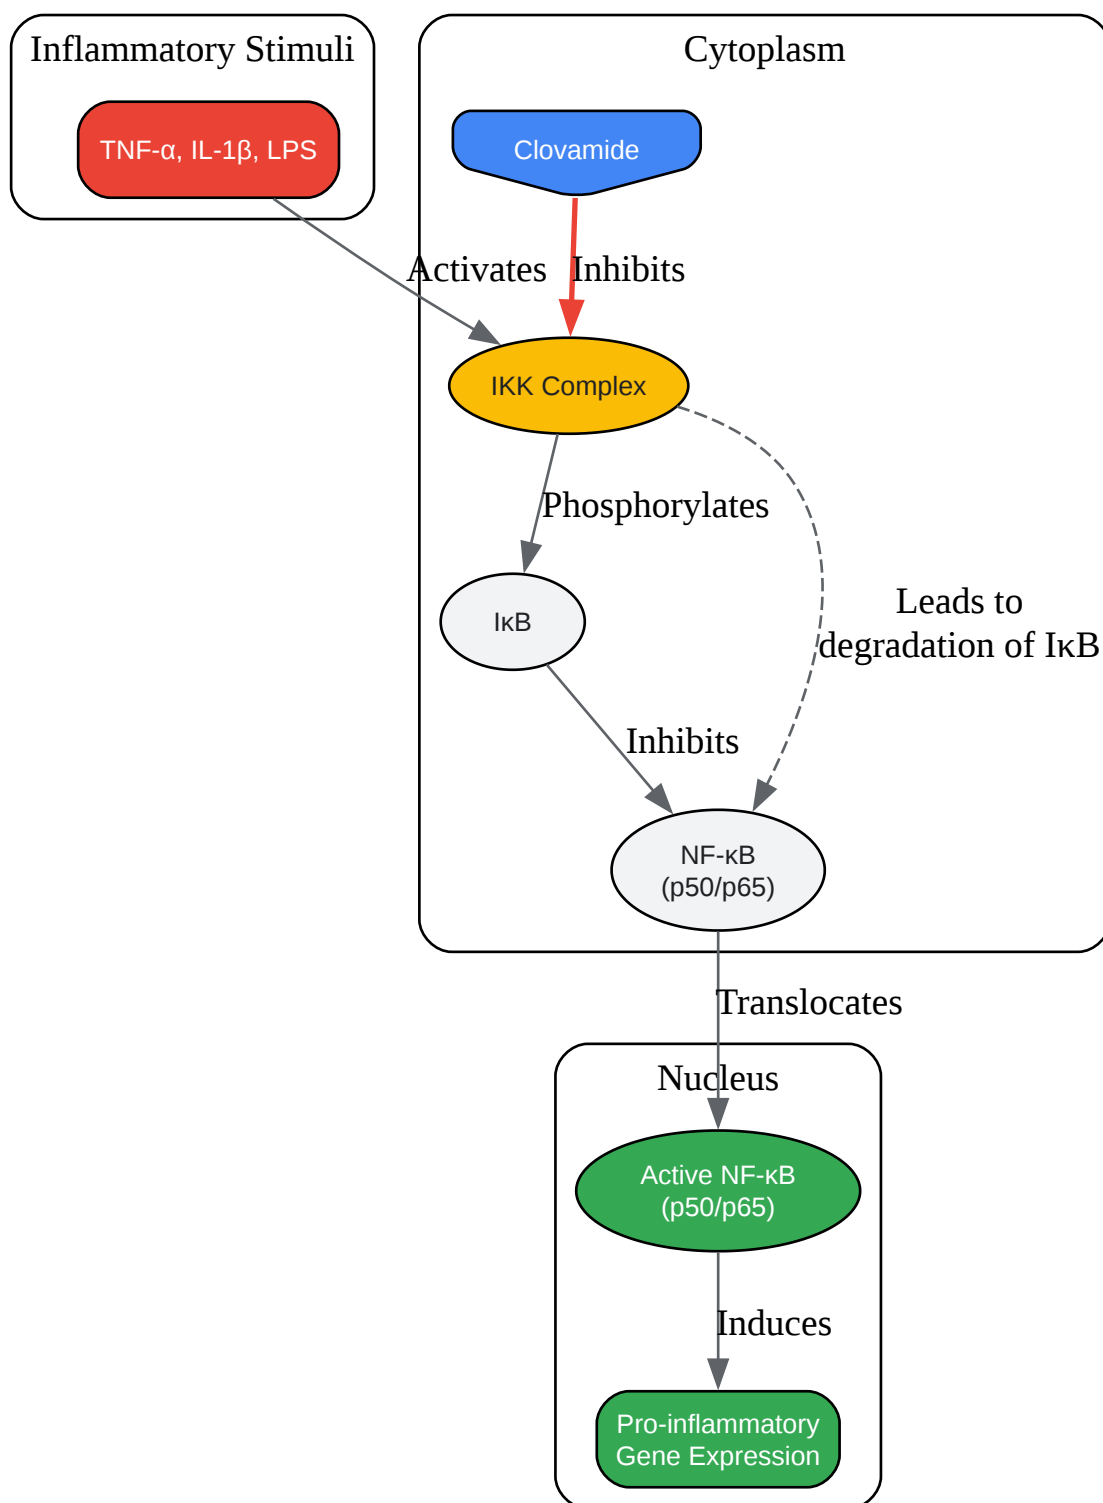 Inflammatory Stimuli
TNF-α, IL-1β, LPS
Cytoplasm
Clovamide
Activates
Inhibits
IKK Complex
Phosphorylates
IκB
Leads to
degradation of IκB
Inhibits
NF-κB
(p50/p65)
Translocates
Nucleus
Active NF-κB
(p50/p65)
Induces
Pro-inflammatory
Gene Expression